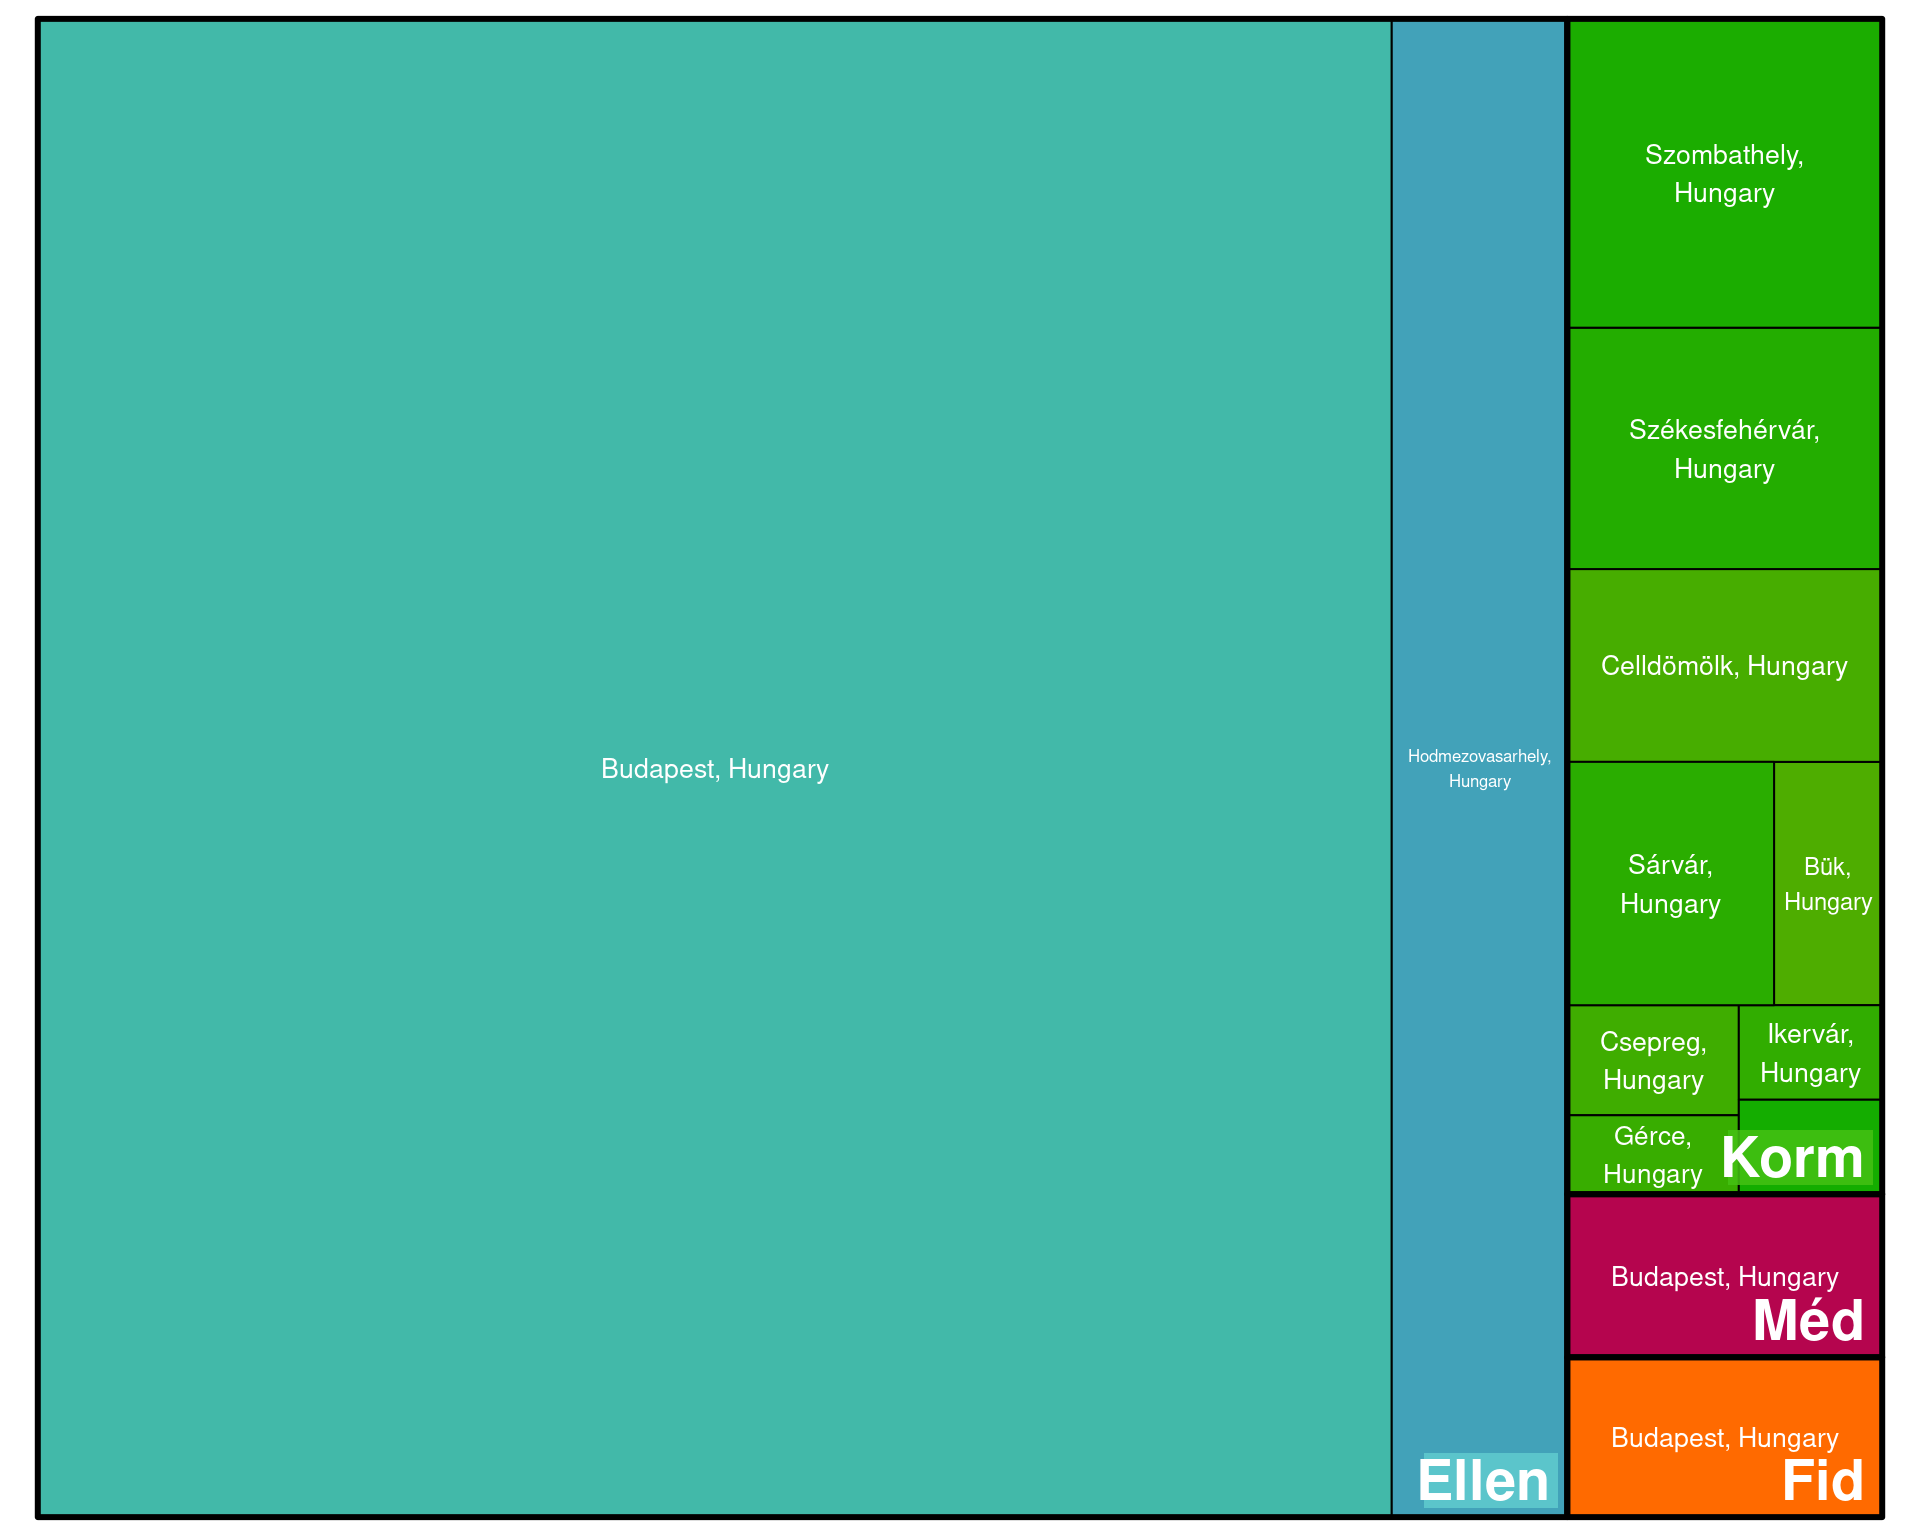 Budapest, Hungary
Hodmezovasarhely,
Hungary
Ellen
Szombathely,
Hungary
Székesfehérvár,
Hungary
Celldömölk, Hungary
Sárvár,
Hungary
Bük,
Hungary
Csepreg,
Hungary
Ikervár,
Hungary
Gérce,
Hungary
Korm
Budapest, Hungary
Méd
Budapest, Hungary
Fid